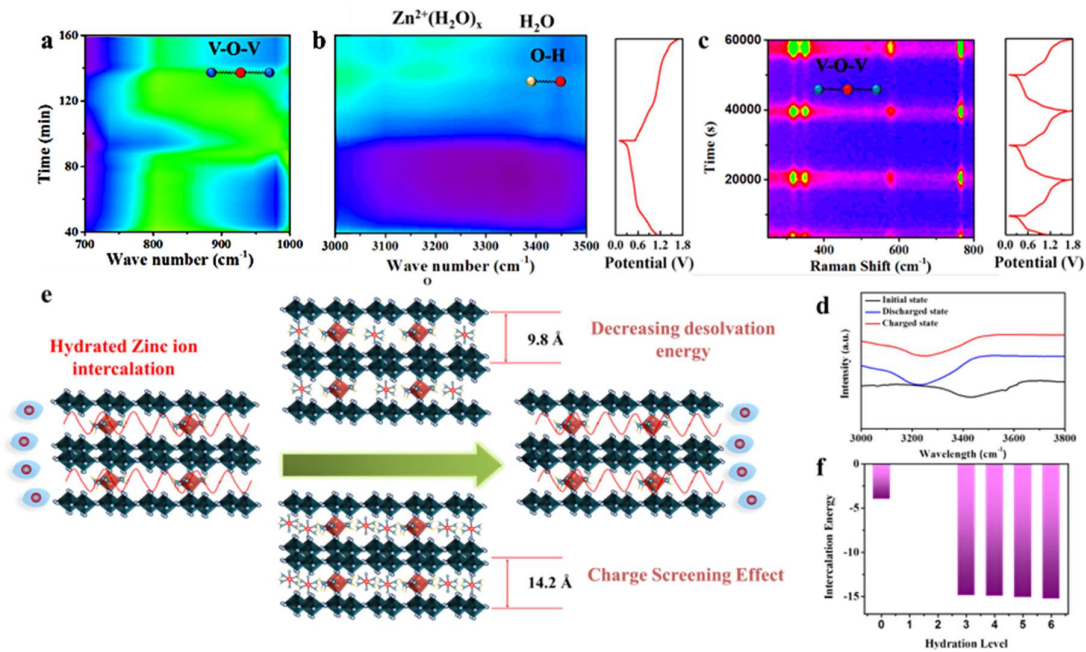 Zn²⁺(H₂O)ₓ H₂O
a
V-O-V
Time (min)
160
130
100
70
40
700 800 900 1000
Wave number (cm⁻¹)
b
O-H
3000 3100 3200 3300 3400 3500
Wave number (cm⁻¹)
O
0.0 0.6 1.2 1.8
Potential (V)
c
V-O-V
Time (s)
60000
40000
20000
400 600 800
Raman Shift (cm⁻¹)
0.0 0.6 1.2 1.8
Potential (V)
e
Hydrated Zinc ion
intercalation
9.8 Å
Decreasing desolvation
energy
14.2 Å
Charge Screening Effect
d
Initial state
Discharged state
Charged state
Intensity (a.u.)
3000 3200 3400 3600 3800
Wavelength (cm⁻¹)
f
Intercalation Energy
0
-5
-10
-15
0 1 2 3 4 5 6
Hydration Level